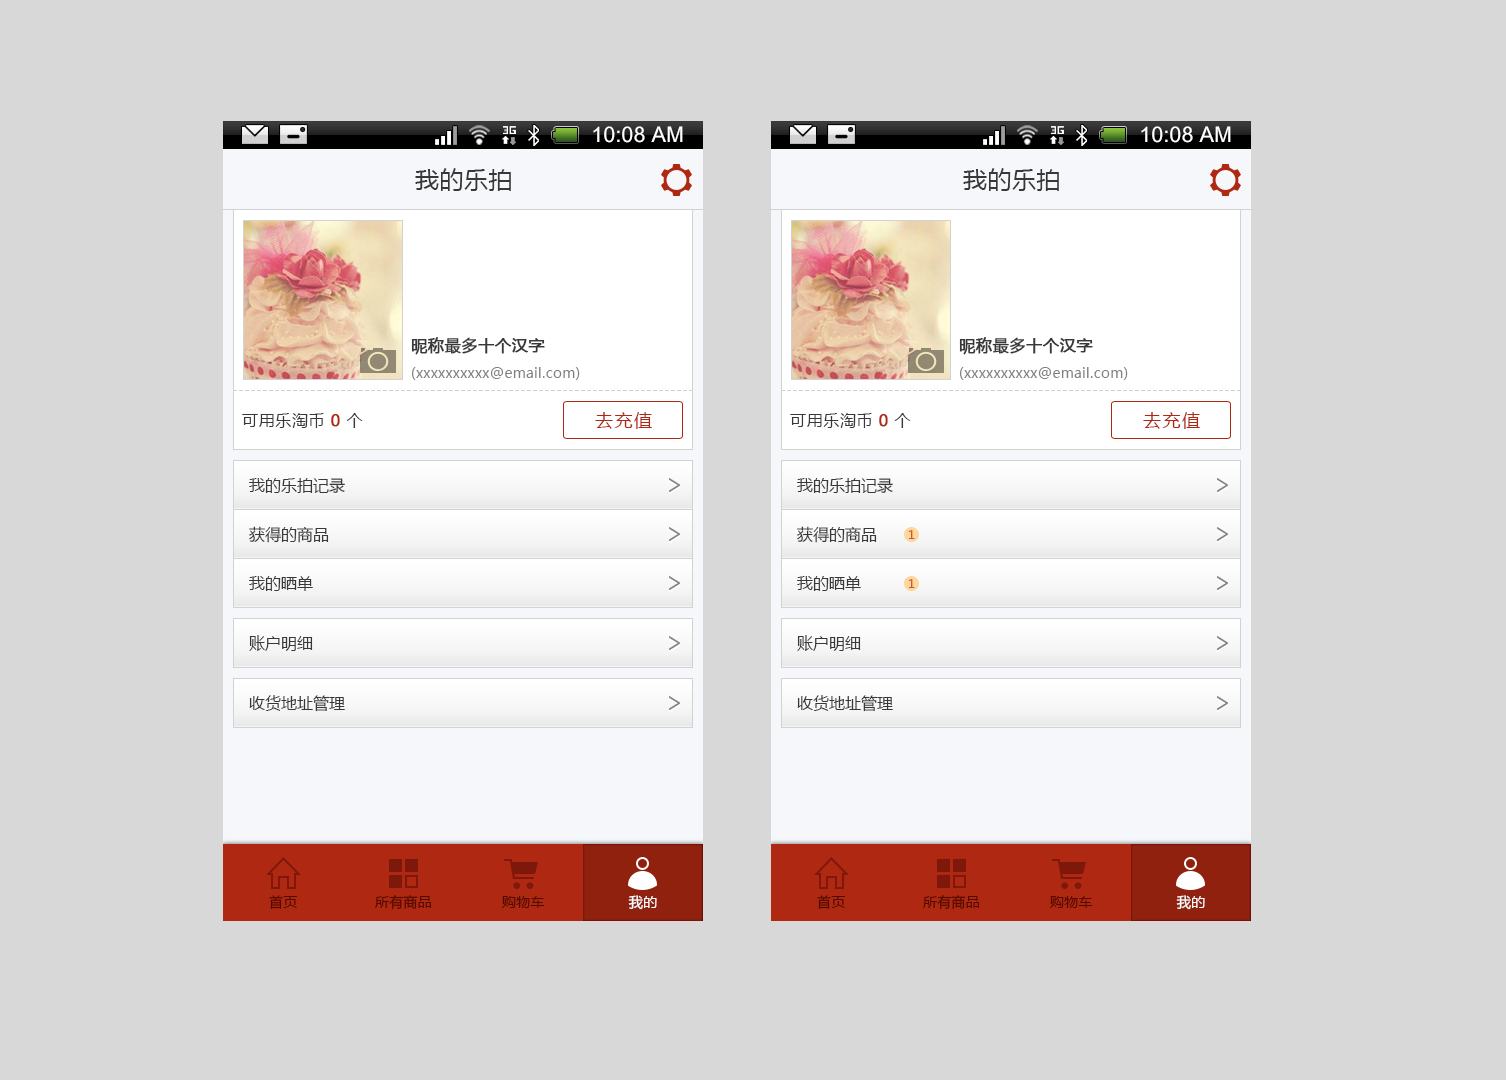 10:08 AM
我的乐拍
昵称最多十个汉字
(xxxxxxxxxx@email.com)
可用乐淘币 0 个
去充值
我的乐拍记录
获得的商品
我的晒单
账户明细
收货地址管理
首页
所有商品
购物车
我的
10:08 AM
我的乐拍
昵称最多十个汉字
(xxxxxxxxxx@email.com)
可用乐淘币 0 个
去充值
我的乐拍记录
获得的商品 1
我的晒单 1
账户明细
收货地址管理
首页
所有商品
购物车
我的